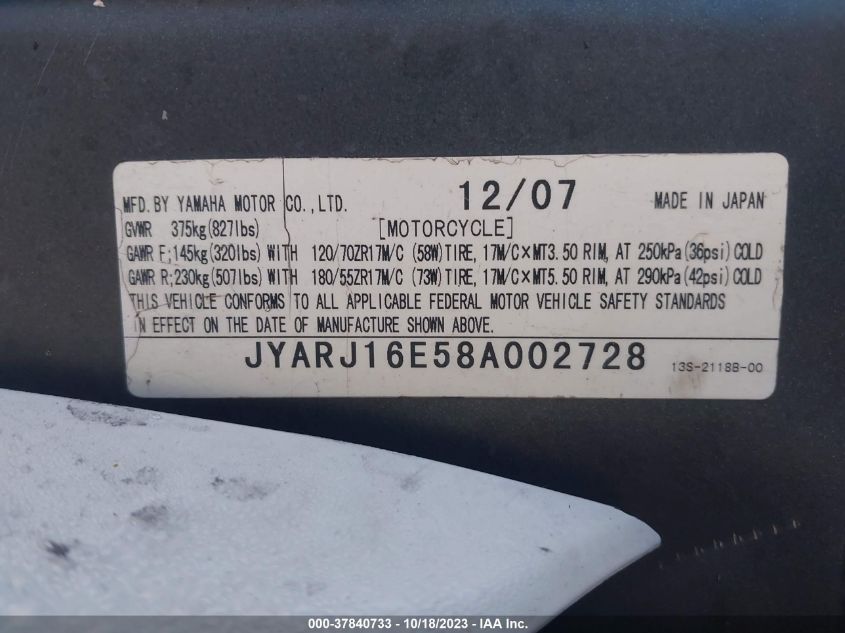 MFD. BY YAMAHA MOTOR CO., LTD. 12/07 MADE IN JAPAN
GVWR 375kg(827lbs) [MOTORCYCLE]
GAWR F;145kg(320lbs) WITH 120/70ZR17M/C (58W)TIRE, 17M/C×MT3.50 RIM, AT 250kPa(36psi)COLD
GAWR R;230kg(507lbs) WITH 180/55ZR17M/C (73W)TIRE, 17M/C×MT5.50 RIM, AT 290kPa(42psi)COLD
THIS VEHICLE CONFORMS TO ALL APPLICABLE FEDERAL MOTOR VEHICLE SAFETY STANDARDS
IN EFFECT ON THE DATE OF MANUFACTURE SHOWN ABOVE.
JYARJ16E58A002728 13S-2118B-00
000-37840733 - 10/18/2023 - IAA Inc.